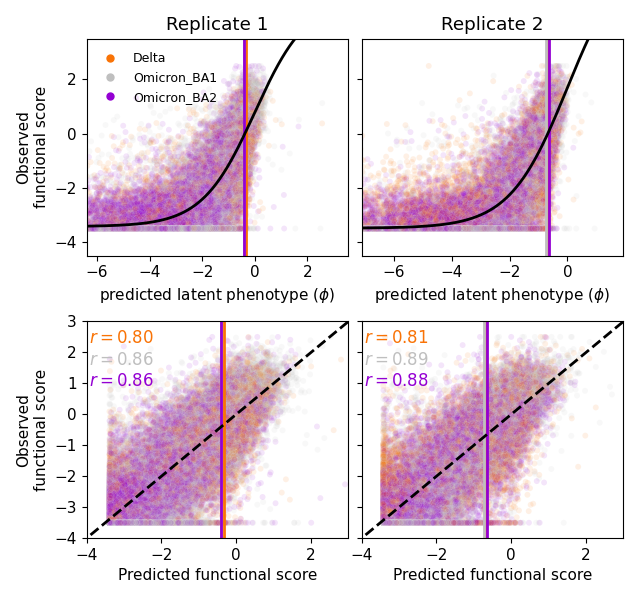 Replicate 1
Replicate 2
Observed
functional score
2
0
−2
−4
Delta
Omicron_BA1
Omicron_BA2
−6 −4 −2 0 2
−6 −4 −2 0
predicted latent phenotype (ϕ)
predicted latent phenotype (ϕ)
Observed
functional score
3
2
1
0
−1
−2
−3
−4
r = 0.80
r = 0.86
r = 0.86
r = 0.81
r = 0.89
r = 0.88
−4 −2 0 2
−4 −2 0 2
Predicted functional score
Predicted functional score